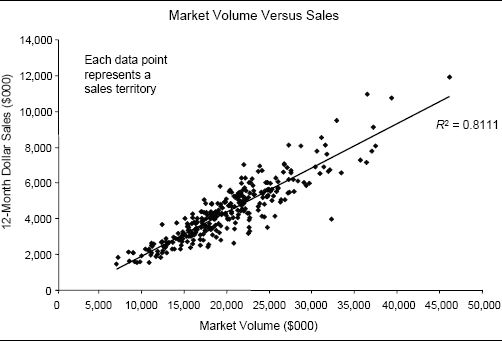 Market Volume Versus Sales
14,000
12,000
10,000
8,000
6,000
4,000
2,000
0
12-Month Dollar Sales ($000)
Each data point
represents a
sales territory
R² = 0.8111
0
5,000
10,000
15,000
20,000
25,000
30,000
35,000
40,000
45,000
50,000
Market Volume ($000)